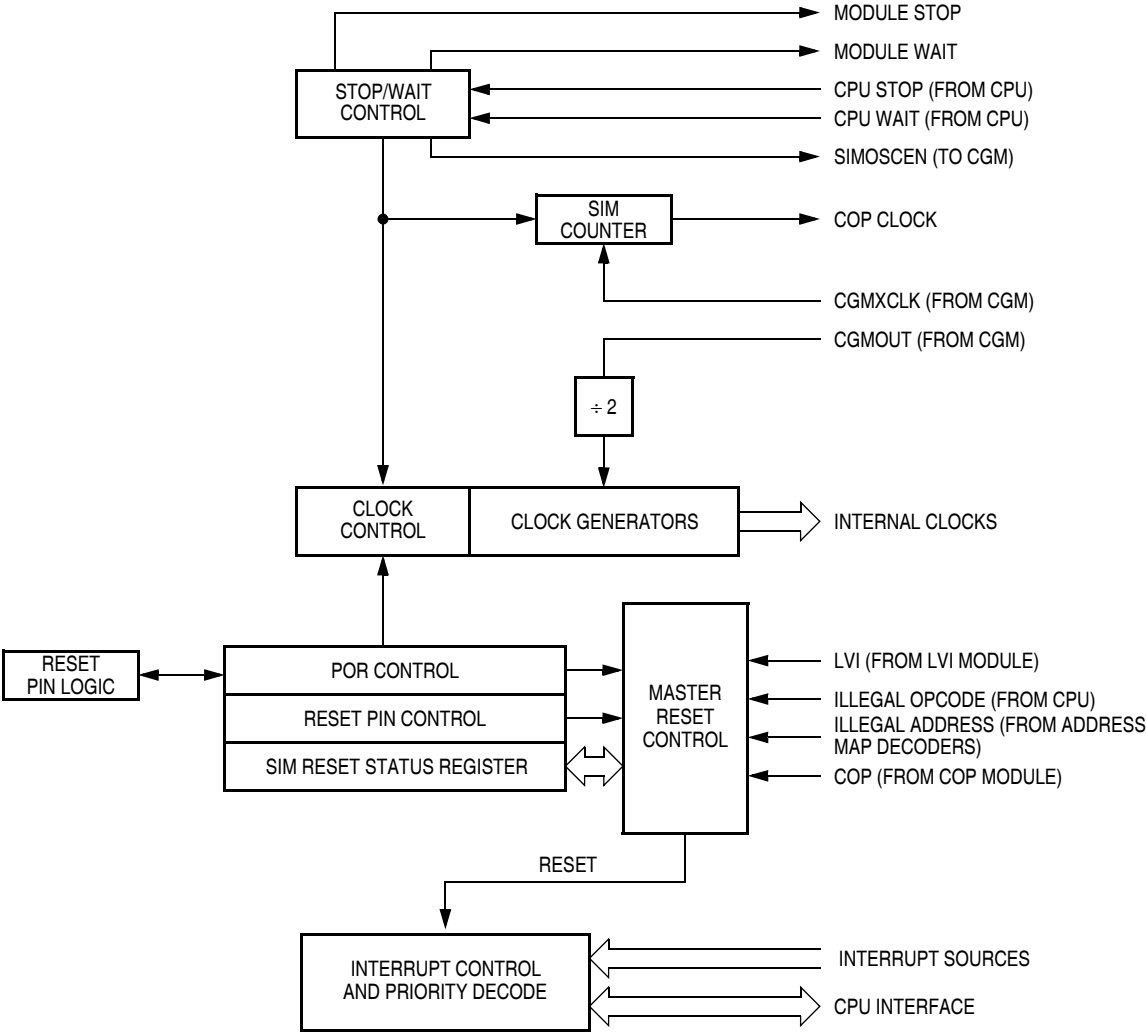 MODULE STOP
MODULE WAIT
STOP/WAIT
CONTROL
CPU STOP (FROM CPU)
CPU WAIT (FROM CPU)
SIMOSCEN (TO CGM)
SIM
COUNTER
COP CLOCK
CGMXCLK (FROM CGM)
CGMOUT (FROM CGM)
÷ 2
CLOCK
CONTROL
CLOCK GENERATORS
INTERNAL CLOCKS
RESET
PIN LOGIC
POR CONTROL
RESET PIN CONTROL
SIM RESET STATUS REGISTER
MASTER
RESET
CONTROL
LVI (FROM LVI MODULE)
ILLEGAL OPCODE (FROM CPU)
ILLEGAL ADDRESS (FROM ADDRESS
MAP DECODERS)
COP (FROM COP MODULE)
RESET
INTERRUPT CONTROL
AND PRIORITY DECODE
INTERRUPT SOURCES
CPU INTERFACE